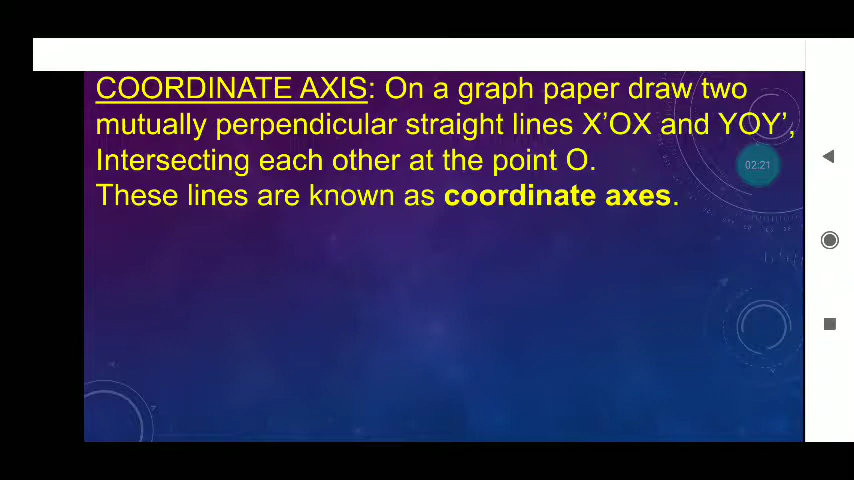 COORDINATE AXIS: On a graph paper draw two
mutually perpendicular straight lines X’OX and YOY’,
Intersecting each other at the point O.
02:21
These lines are known as coordinate axes.